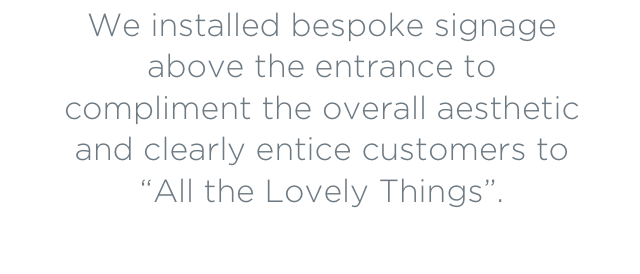 We installed bespoke signage
above the entrance to
compliment the overall aesthetic
and clearly entice customers to
“All the Lovely Things”.